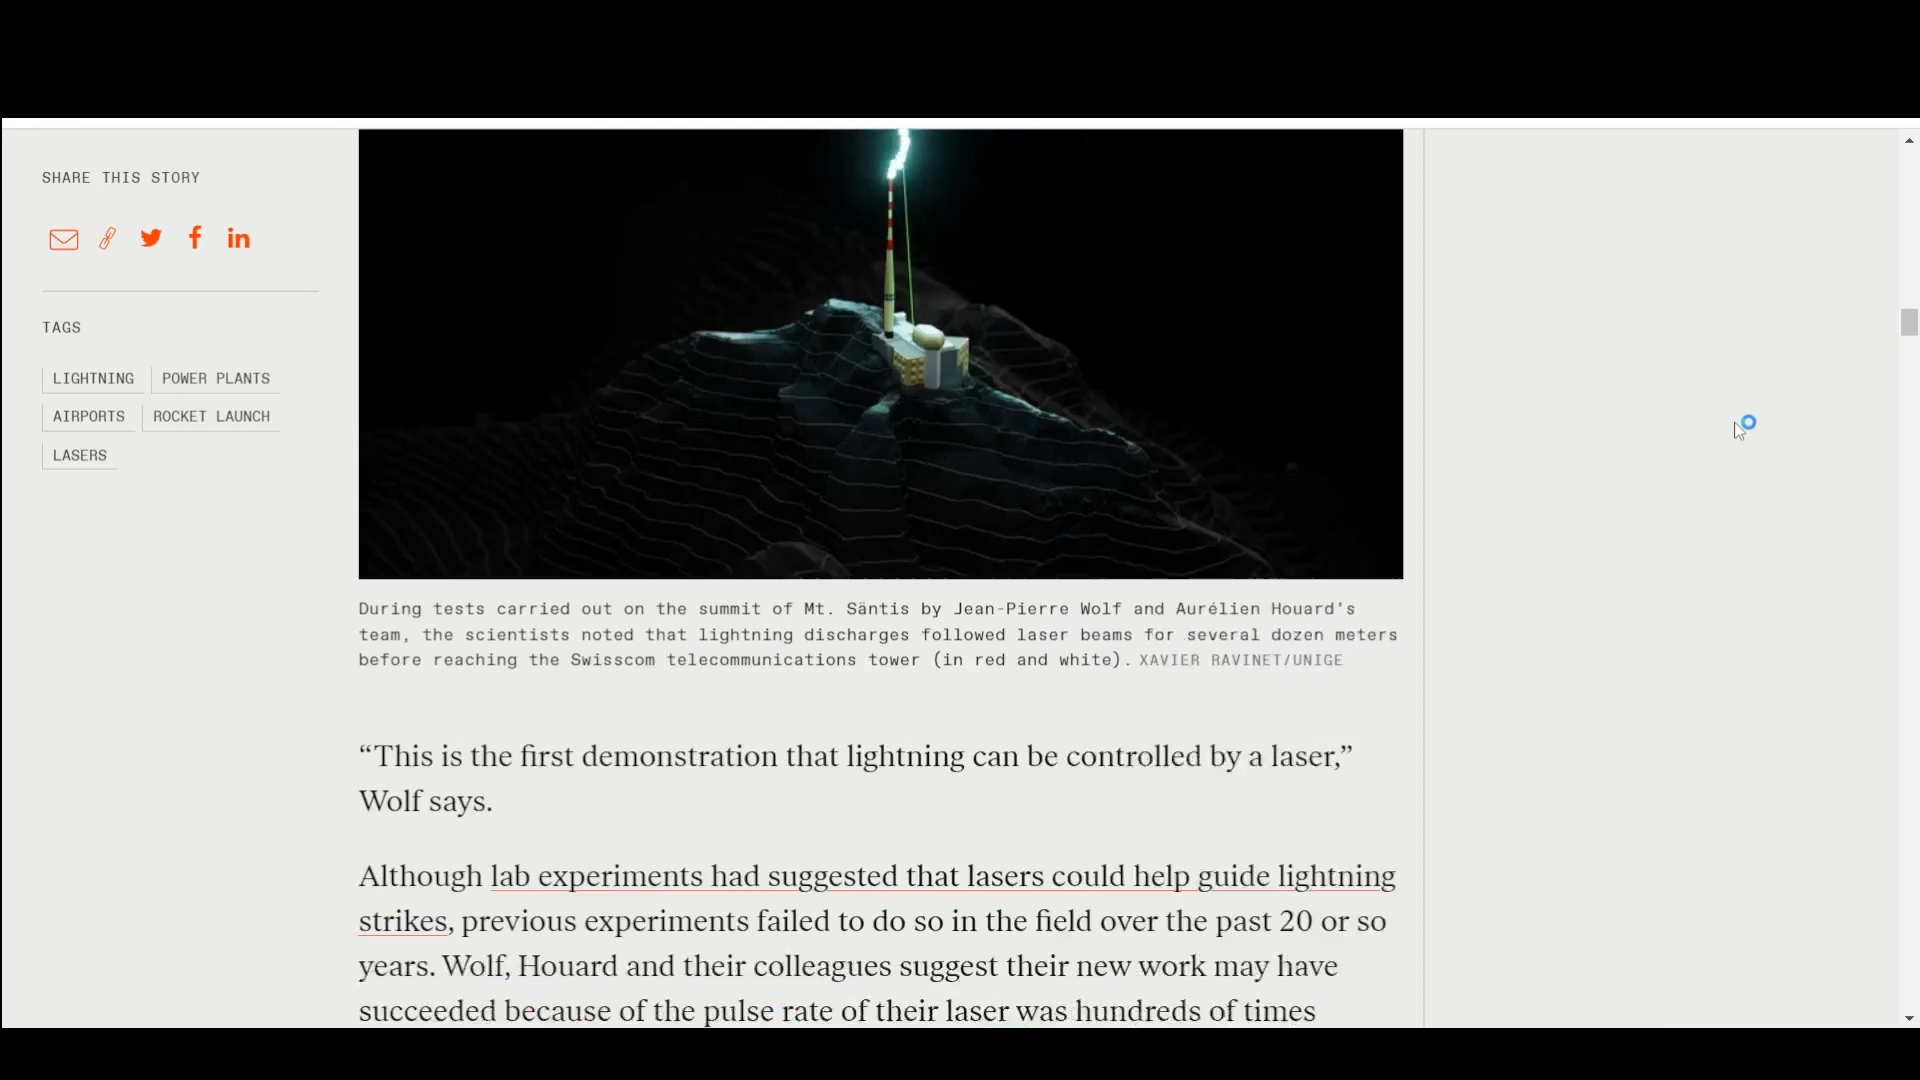 SHARE THIS STORY
TAGS
LIGHTNING
POWER PLANTS
AIRPORTS
ROCKET LAUNCH
LASERS
During tests carried out on the summit of Mt. Säntis by Jean-Pierre Wolf and Aurélien Houard's
team, the scientists noted that lightning discharges followed laser beams for several dozen meters
before reaching the Swisscom telecommunications tower (in red and white). XAVIER RAVINET/UNIGE
“This is the first demonstration that lightning can be controlled by a laser,”
Wolf says.
Although lab experiments had suggested that lasers could help guide lightning
strikes, previous experiments failed to do so in the field over the past 20 or so
years. Wolf, Houard and their colleagues suggest their new work may have
succeeded because of the pulse rate of their laser was hundreds of times